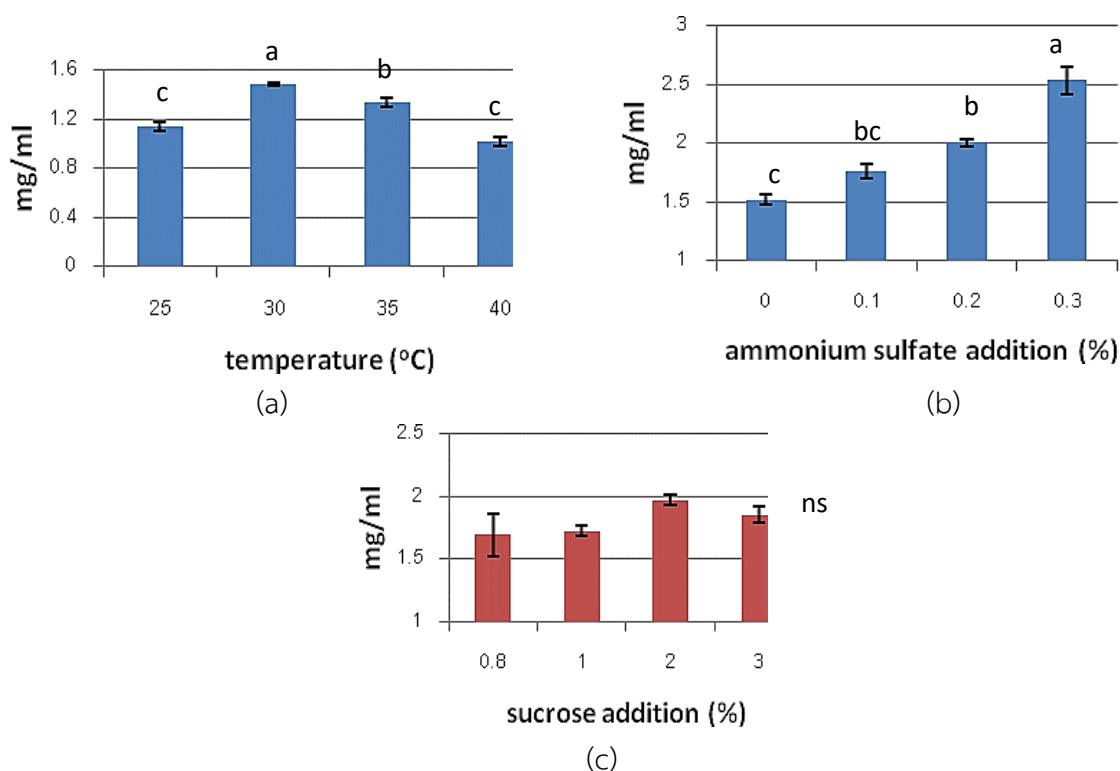 mg/ml
1.6
1.2
0.8
0.4
0
c
a
b
c
25 30 35 40
temperature (°C)
(a)
mg/ml
3
2.5
2
1.5
1
c
bc
b
a
0 0.1 0.2 0.3
ammonium sulfate addition (%)
(b)
mg/ml
2.5
2
1.5
1
ns
0.8 1 2 3
sucrose addition (%)
(c)